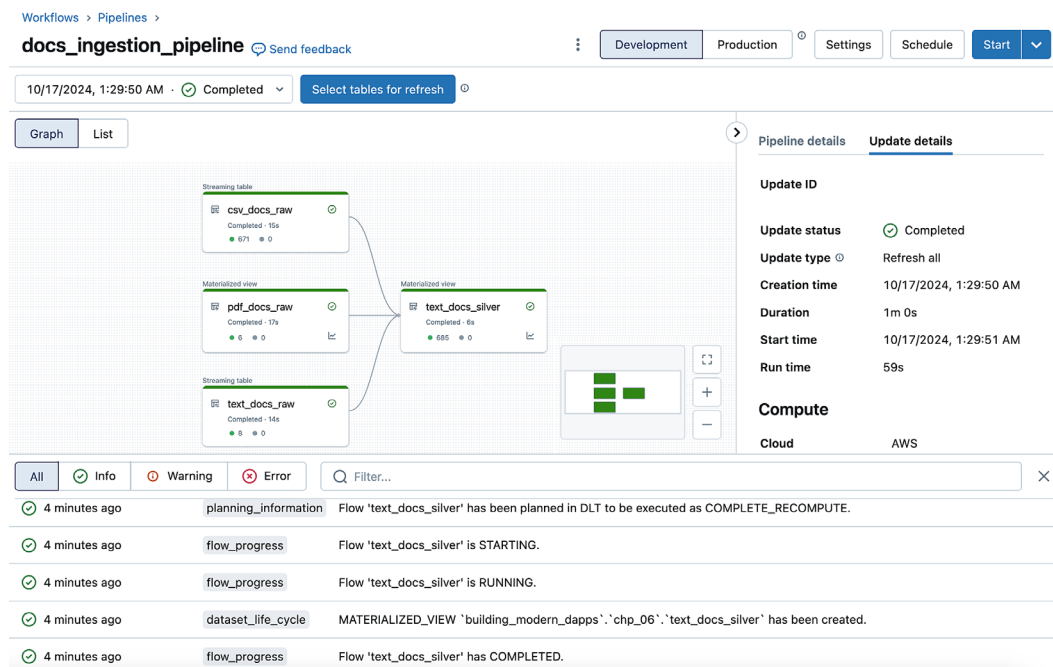 Workflows > Pipelines >
docs_ingestion_pipeline Send feedback
Development Production Settings Schedule Start
10/17/2024, 1:29:50 AM · Completed Select tables for refresh
Graph List
Pipeline details Update details
Streaming table
csv_docs_raw
Completed · 15s
671 0
Materialized view
pdf_docs_raw
Completed · 17s
6 0
Materialized view
text_docs_silver
Completed · 6s
685 0
Streaming table
text_docs_raw
Completed · 14s
8 0
Update ID
Update status Completed
Update type Refresh all
Creation time 10/17/2024, 1:29:50 AM
Duration 1m 0s
Start time 10/17/2024, 1:29:51 AM
Run time 59s
Compute
Cloud AWS
All Info Warning Error Filter...
4 minutes ago planning_information Flow 'text_docs_silver' has been planned in DLT to be executed as COMPLETE_RECOMPUTE.
4 minutes ago flow_progress Flow 'text_docs_silver' is STARTING.
4 minutes ago flow_progress Flow 'text_docs_silver' is RUNNING.
4 minutes ago dataset_life_cycle MATERIALIZED_VIEW `building_modern_dapps`.`chp_06`.`text_docs_silver` has been created.
4 minutes ago flow_progress Flow 'text_docs_silver' has COMPLETED.